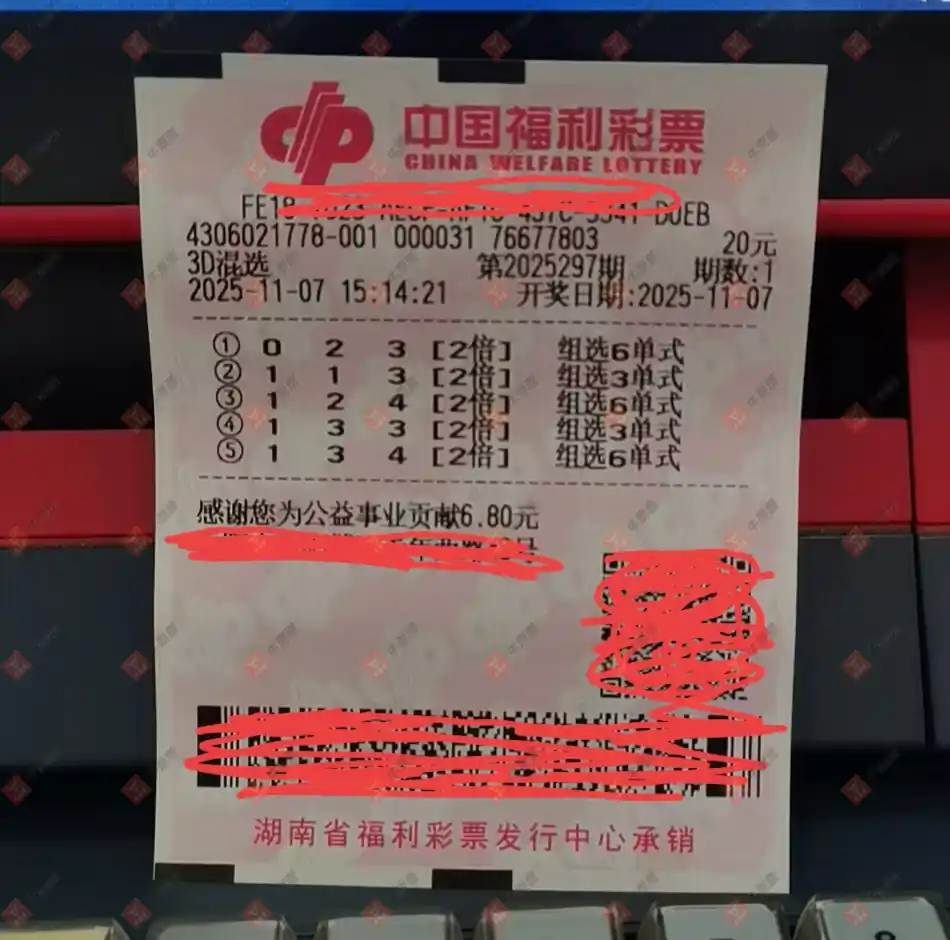 中国福利彩票
CHINA WELFARE LOTTERY
DJEB
4306021778-001 000031 76677803 20元
3D混选 第2025297期 期数:1
2025-11-07 15:14:21 开奖日期:2025-11-07
① 0 2 3 [2倍] 组选6单式
② 1 1 3 [2倍] 组选3单式
③ 1 2 4 [2倍] 组选6单式
④ 1 3 3 [2倍] 组选3单式
⑤ 1 3 4 [2倍] 组选6单式
感谢您为公益事业贡献6.80元
湖南省福利彩票发行中心承销